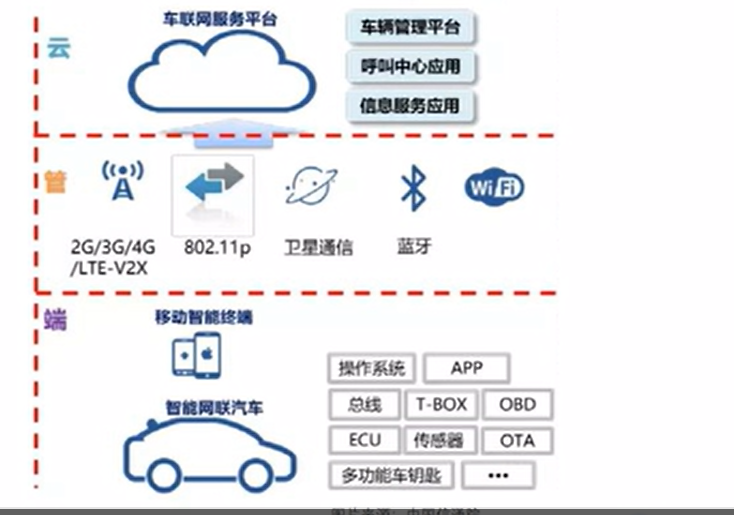 车联网服务平台
云
车辆管理平台
呼叫中心应用
信息服务应用
管
WiFi
2G/3G/4G
/LTE-V2X
802.11p
卫星通信
蓝牙
端
移动智能终端
操作系统
APP
智能网联汽车
总线
T-BOX
OBD
ECU
传感器
OTA
多功能车钥匙
•••